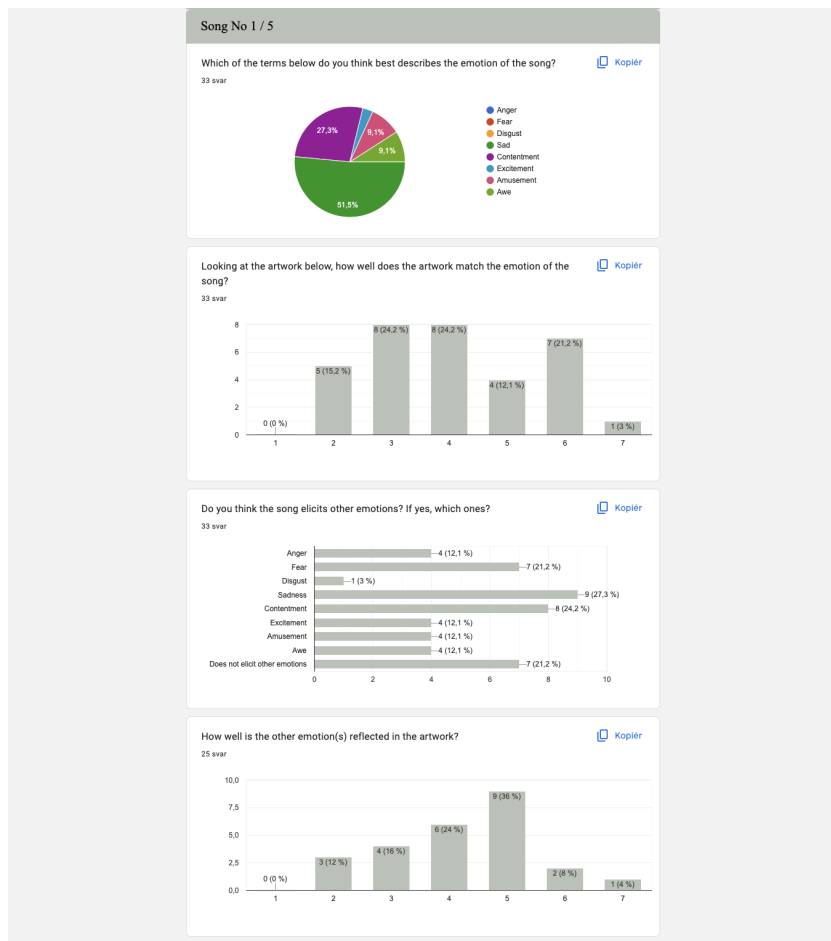 Song No 1 / 5
Which of the terms below do you think best describes the emotion of the song?
Kopiér
33 svar
27,3%
9,1%
9,1%
51,5%
Anger
Fear
Disgust
Sad
Contentment
Excitement
Amusement
Awe
Looking at the artwork below, how well does the artwork match the emotion of the
song?
Kopiér
33 svar
8
6
4
2
0
0 (0 %)
5 (15,2 %)
8 (24,2 %)
8 (24,2 %)
4 (12,1 %)
7 (21,2 %)
1 (3 %)
1 2 3 4 5 6 7
Do you think the song elicits other emotions? If yes, which ones?
Kopiér
33 svar
Anger 4 (12,1 %)
Fear 7 (21,2 %)
Disgust 1 (3 %)
Sadness 9 (27,3 %)
Contentment 8 (24,2 %)
Excitement 4 (12,1 %)
Amusement 4 (12,1 %)
Awe 4 (12,1 %)
Does not elicit other emotions 7 (21,2 %)
0 2 4 6 8 10
How well is the other emotion(s) reflected in the artwork?
Kopiér
25 svar
10,0
7,5
5,0
2,5
0,0
0 (0 %)
3 (12 %)
4 (16 %)
6 (24 %)
9 (36 %)
2 (8 %)
1 (4 %)
1 2 3 4 5 6 7